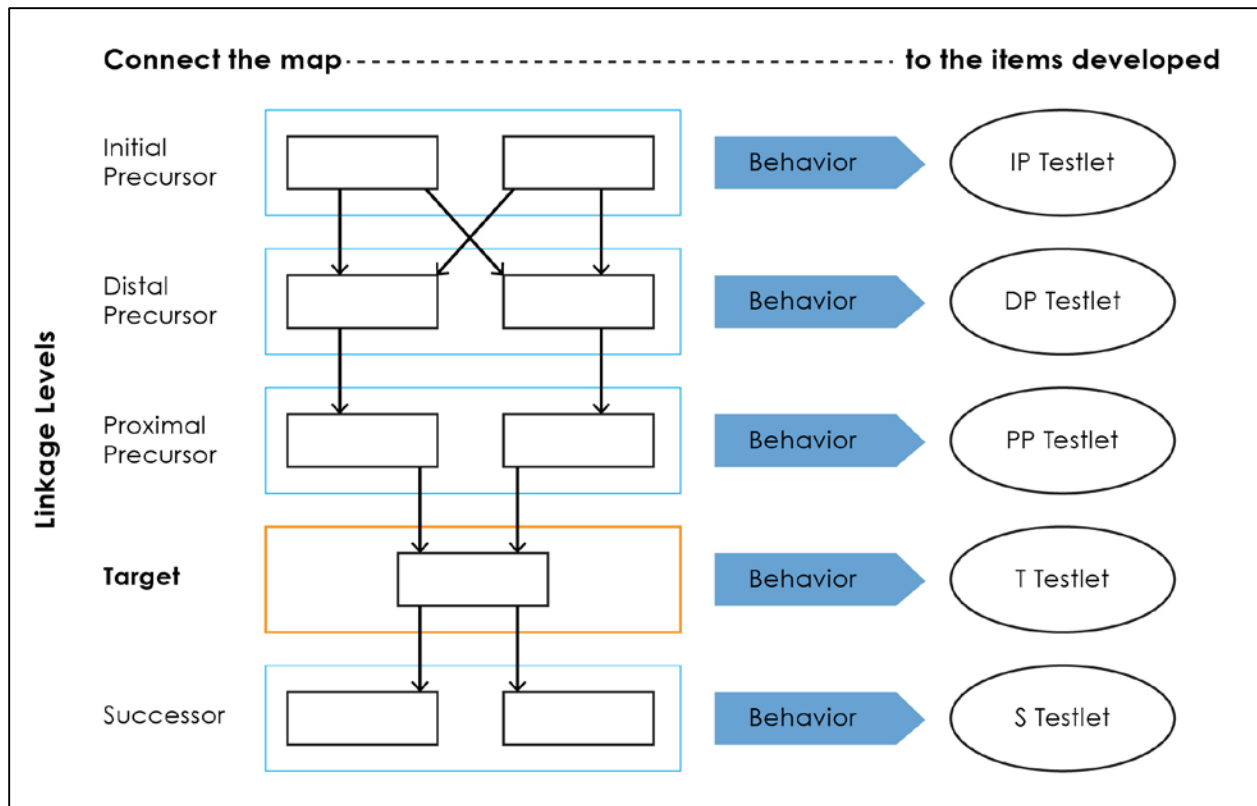 Connect the map
to the items developed
Linkage Levels
Initial
Precursor
Behavior
IP Testlet
Distal
Precursor
Behavior
DP Testlet
Proximal
Precursor
Behavior
PP Testlet
Target
Behavior
T Testlet
Successor
Behavior
S Testlet